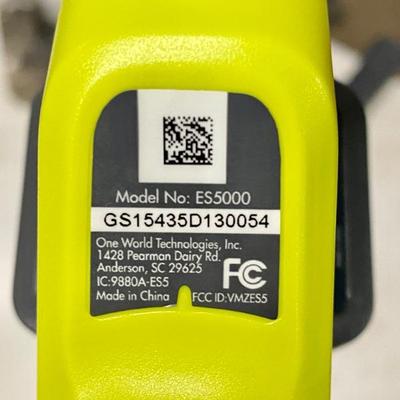 Model No: ES5000
GS15435D130054
One World Technologies, Inc.
1428 Pearman Dairy Rd.
Anderson, SC 29625
IC:9880A-ES5
Made in China
FC
FCC ID:VMZES5